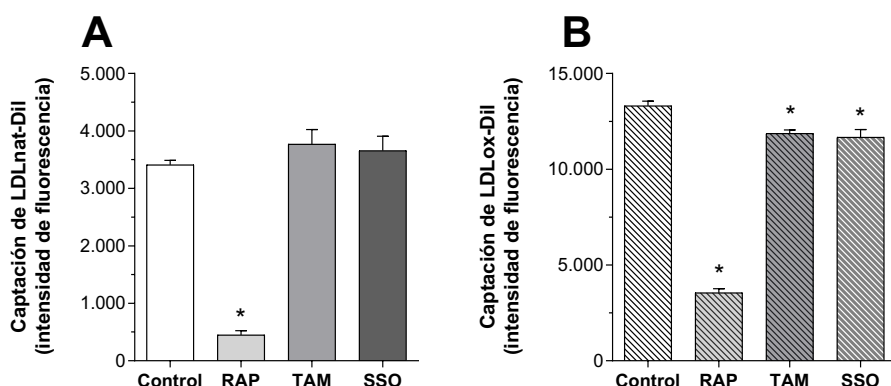 A
Captación de LDLnat-DiI
(intensidad de fluorescencia)
5.000
4.000
3.000
2.000
1.000
0
*
Control RAP TAM SSO
B
Captación de LDLox-DiI
(intensidad de fluorescencia)
15.000
10.000
5.000
0
*
*
*
Control RAP TAM SSO